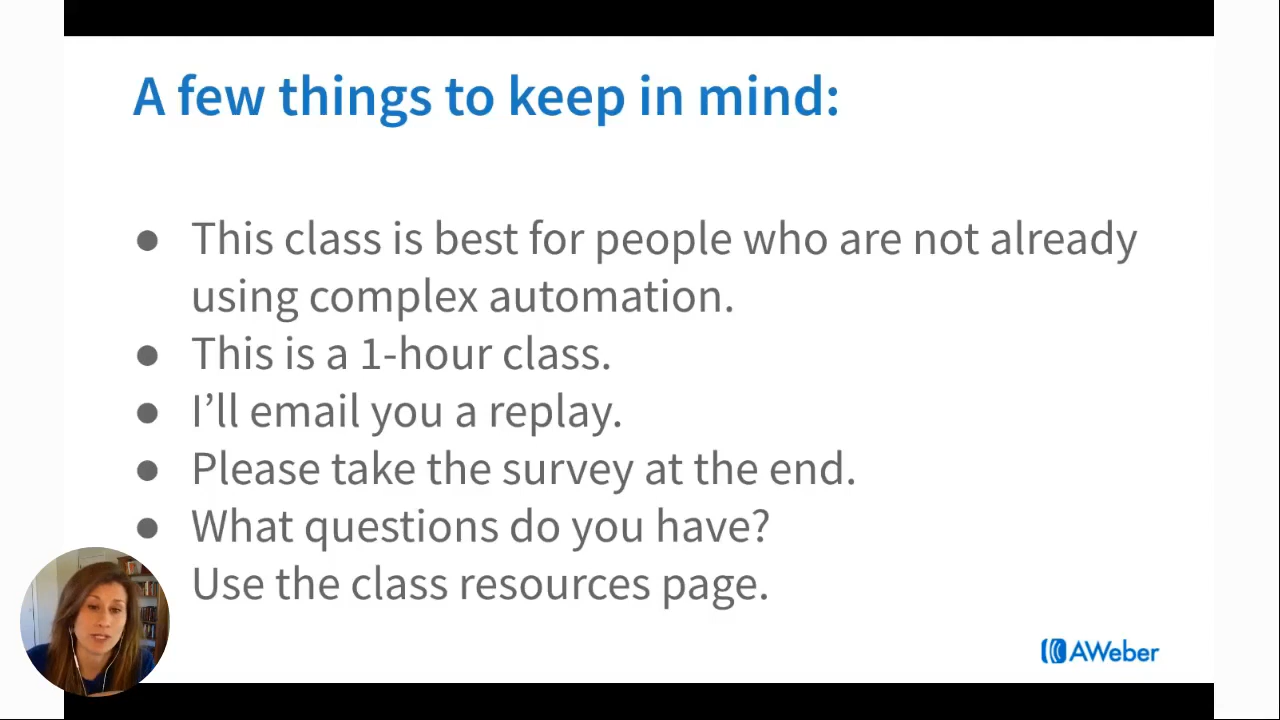 A few things to keep in mind:
● This class is best for people who are not already
using complex automation.
● This is a 1-hour class.
● I’ll email you a replay.
● Please take the survey at the end.
● What questions do you have?
Use the class resources page.
AWeber